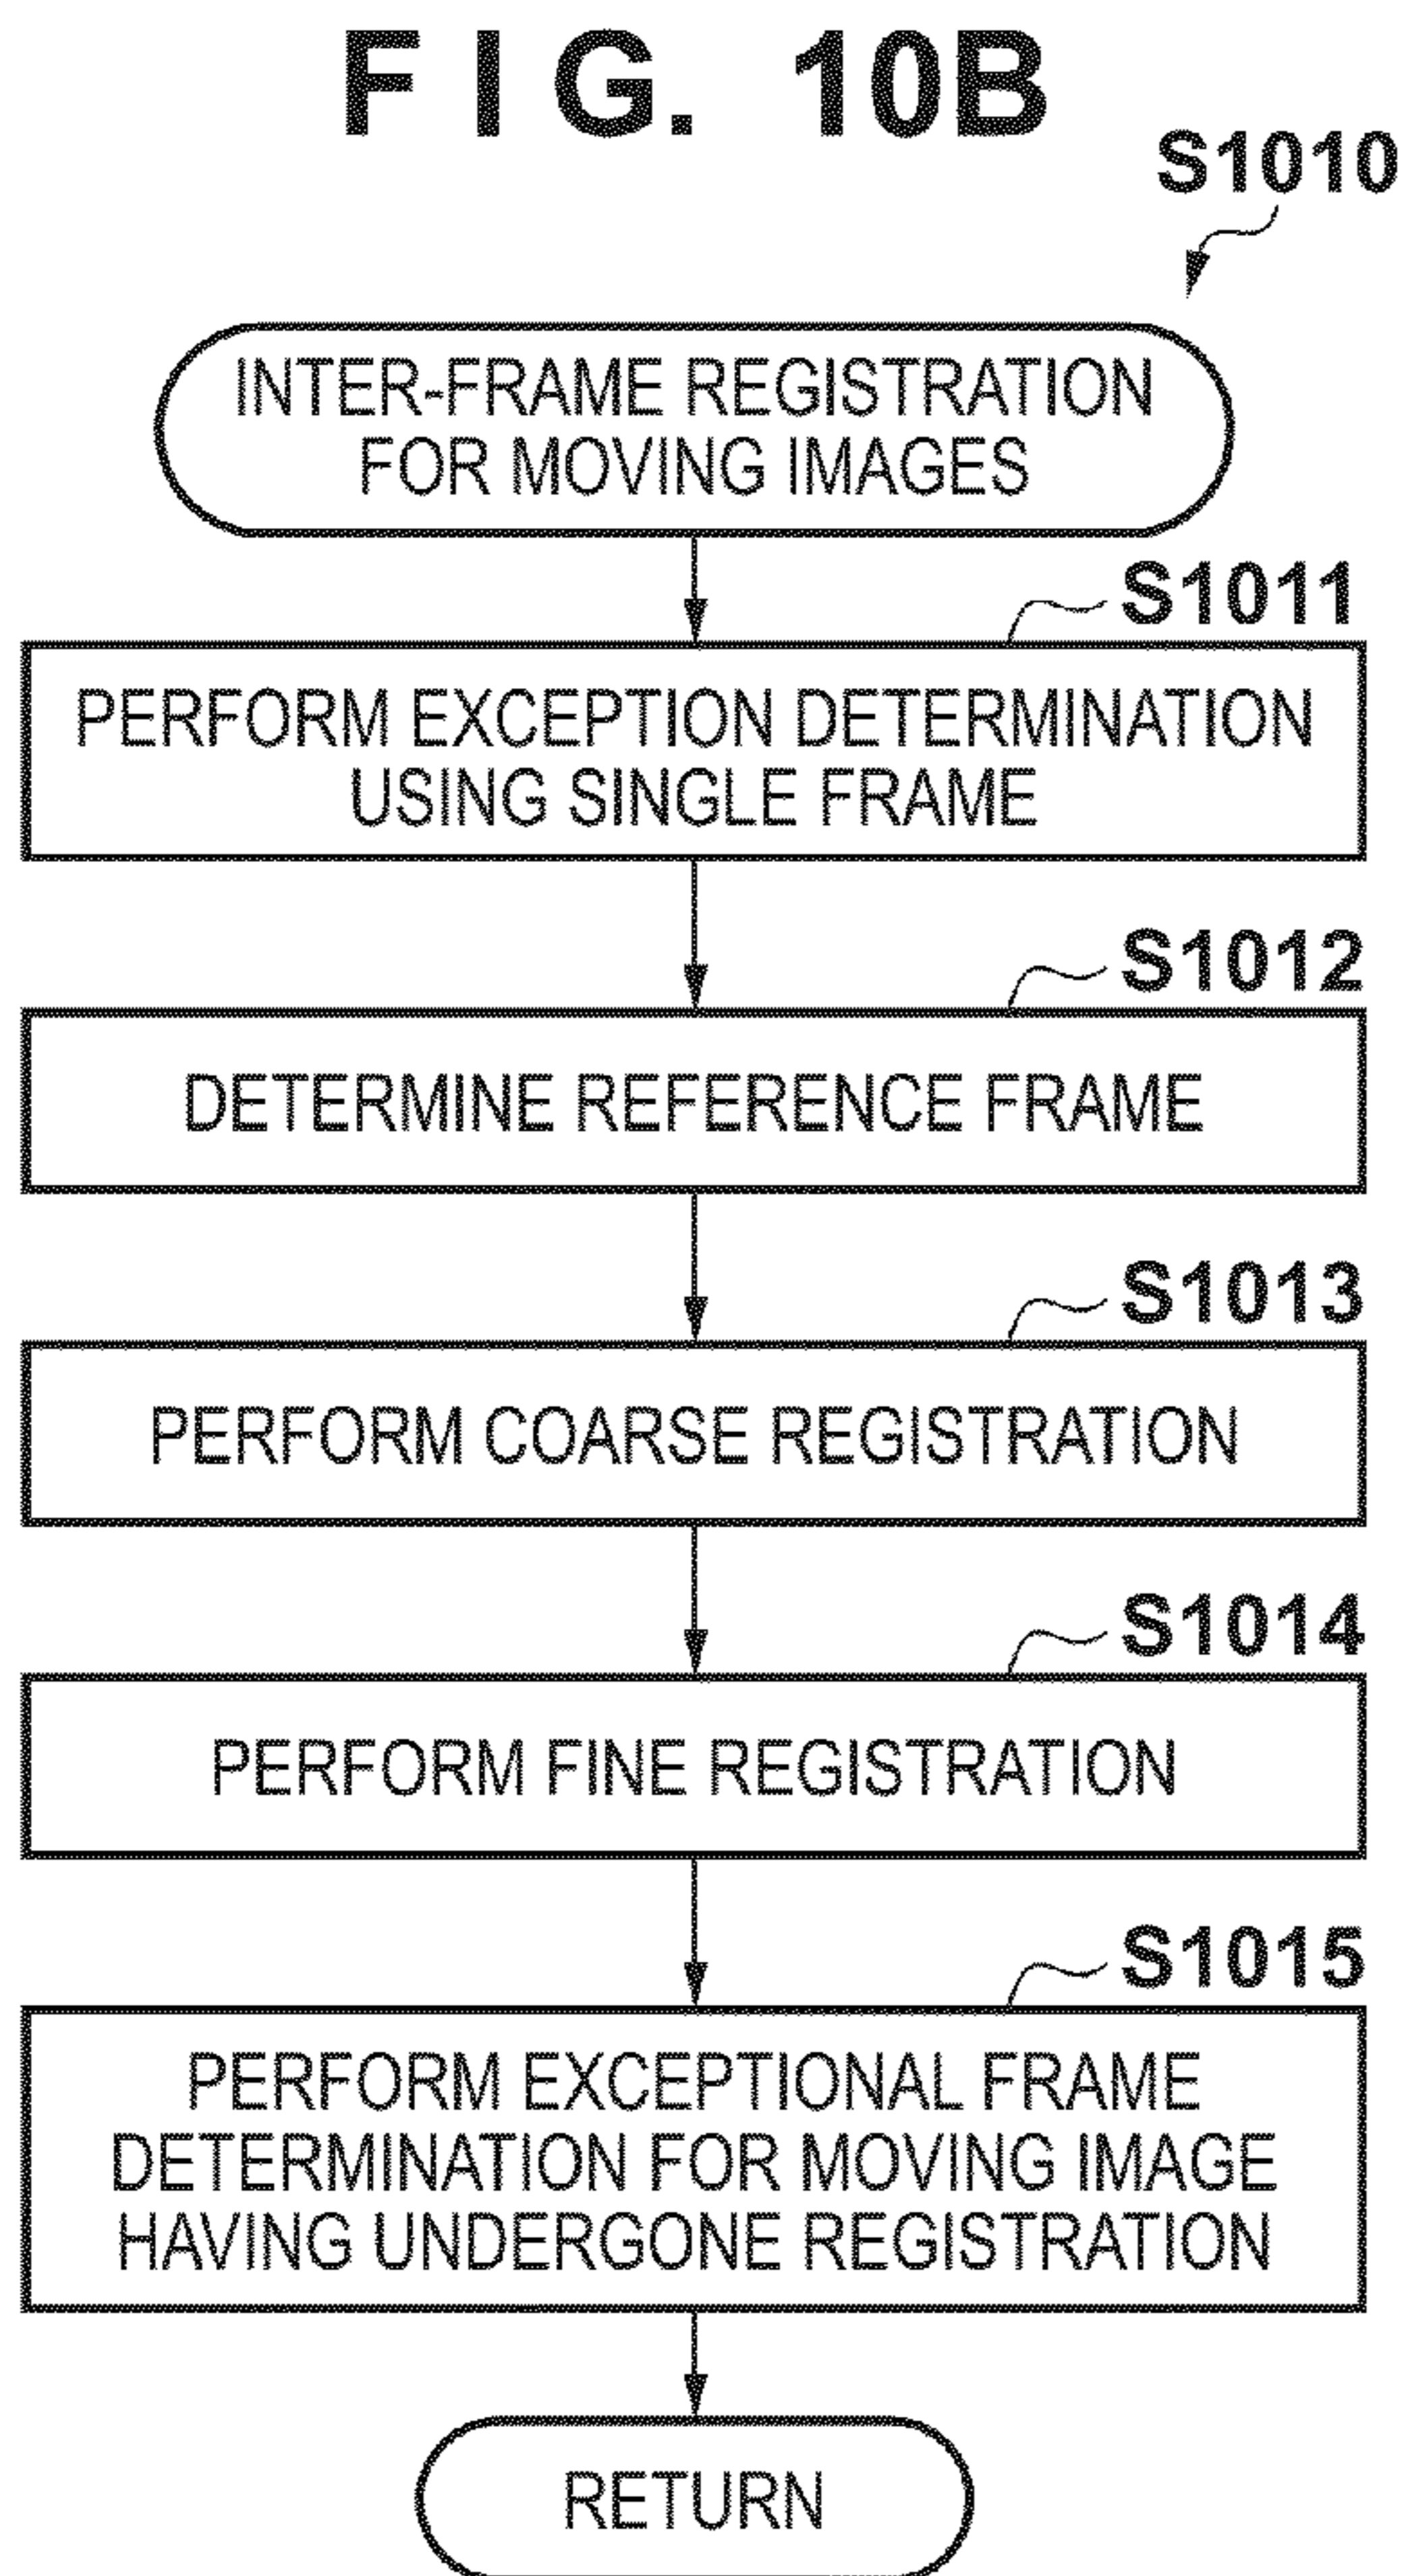 FIG. 10B
S1010
INTER-FRAME REGISTRATION
FOR MOVING IMAGES
S1011
PERFORM EXCEPTION DETERMINATION
USING SINGLE FRAME
S1012
DETERMINE REFERENCE FRAME
S1013
PERFORM COARSE REGISTRATION
S1014
PERFORM FINE REGISTRATION
S1015
PERFORM EXCEPTIONAL FRAME
DETERMINATION FOR MOVING IMAGE
HAVING UNDERGONE REGISTRATION
RETURN